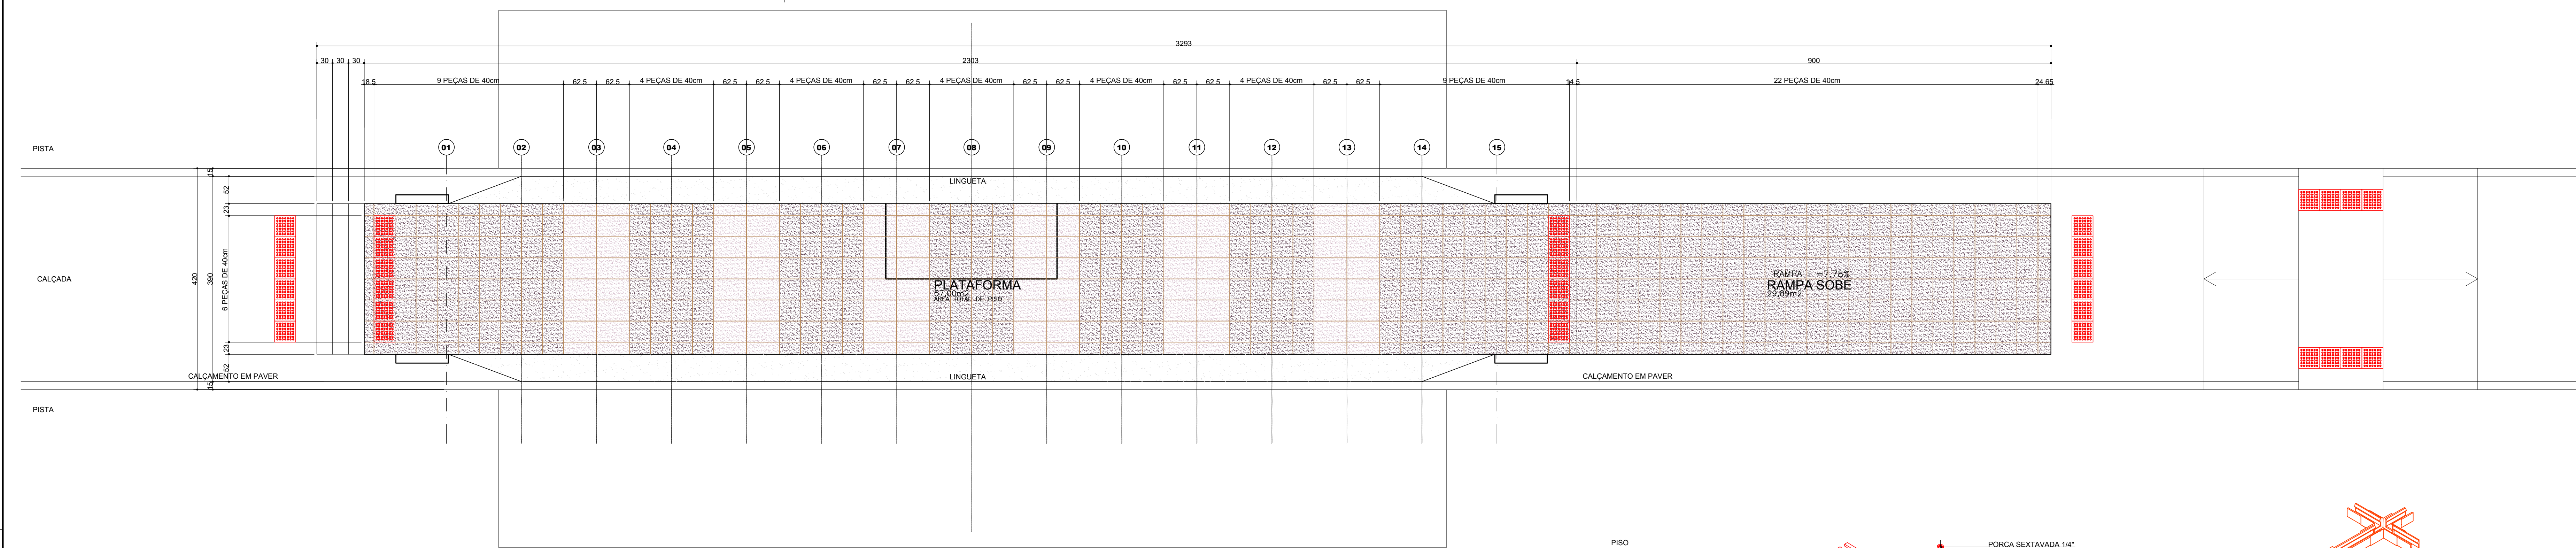 3293
30 30 30 2303 900
18.5 9 PEÇAS DE 40cm 62.5 62.5 4 PEÇAS DE 40cm 62.5 62.5 4 PEÇAS DE 40cm 62.5 62.5 4 PEÇAS DE 40cm 62.5 62.5 4 PEÇAS DE 40cm 62.5 62.5 4 PEÇAS DE 40cm 62.5 62.5 9 PEÇAS DE 40cm 14.5 22 PEÇAS DE 40cm 24.65
PISTA
01 02 03 04 05 06 07 08 09 10 11 12 13 14 15
15
52
LINGUETA
23
420
390
6 PEÇAS DE 40cm
CALÇADA
PLATAFORMA
57,00m2
ÁREA TOTAL DE PISO
RAMPA i =7,78%
RAMPA SOBE
29,89m2
23
52
15
CALÇAMENTO EM PAVER
LINGUETA
CALÇAMENTO EM PAVER
PISTA
PISO
PORCA SEXTAVADA 1/4"